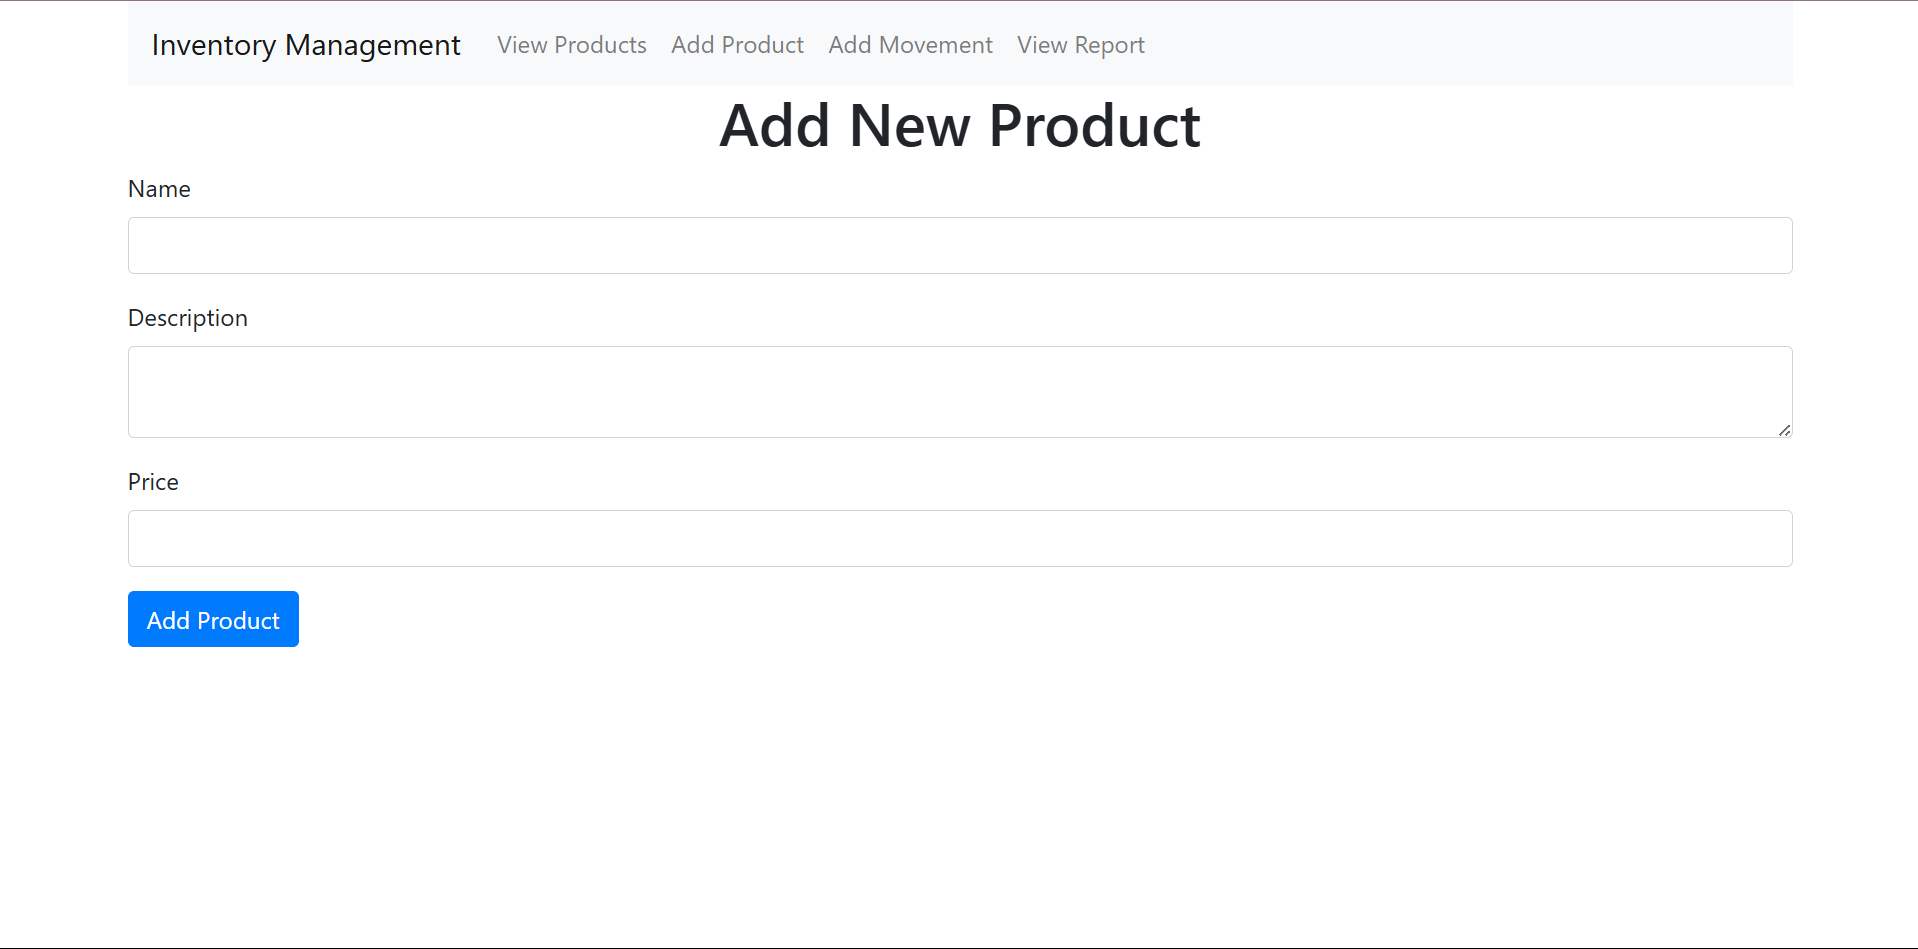 Inventory Management View Products Add Product Add Movement View Report
Add New Product
Name
Description
Price
Add Product